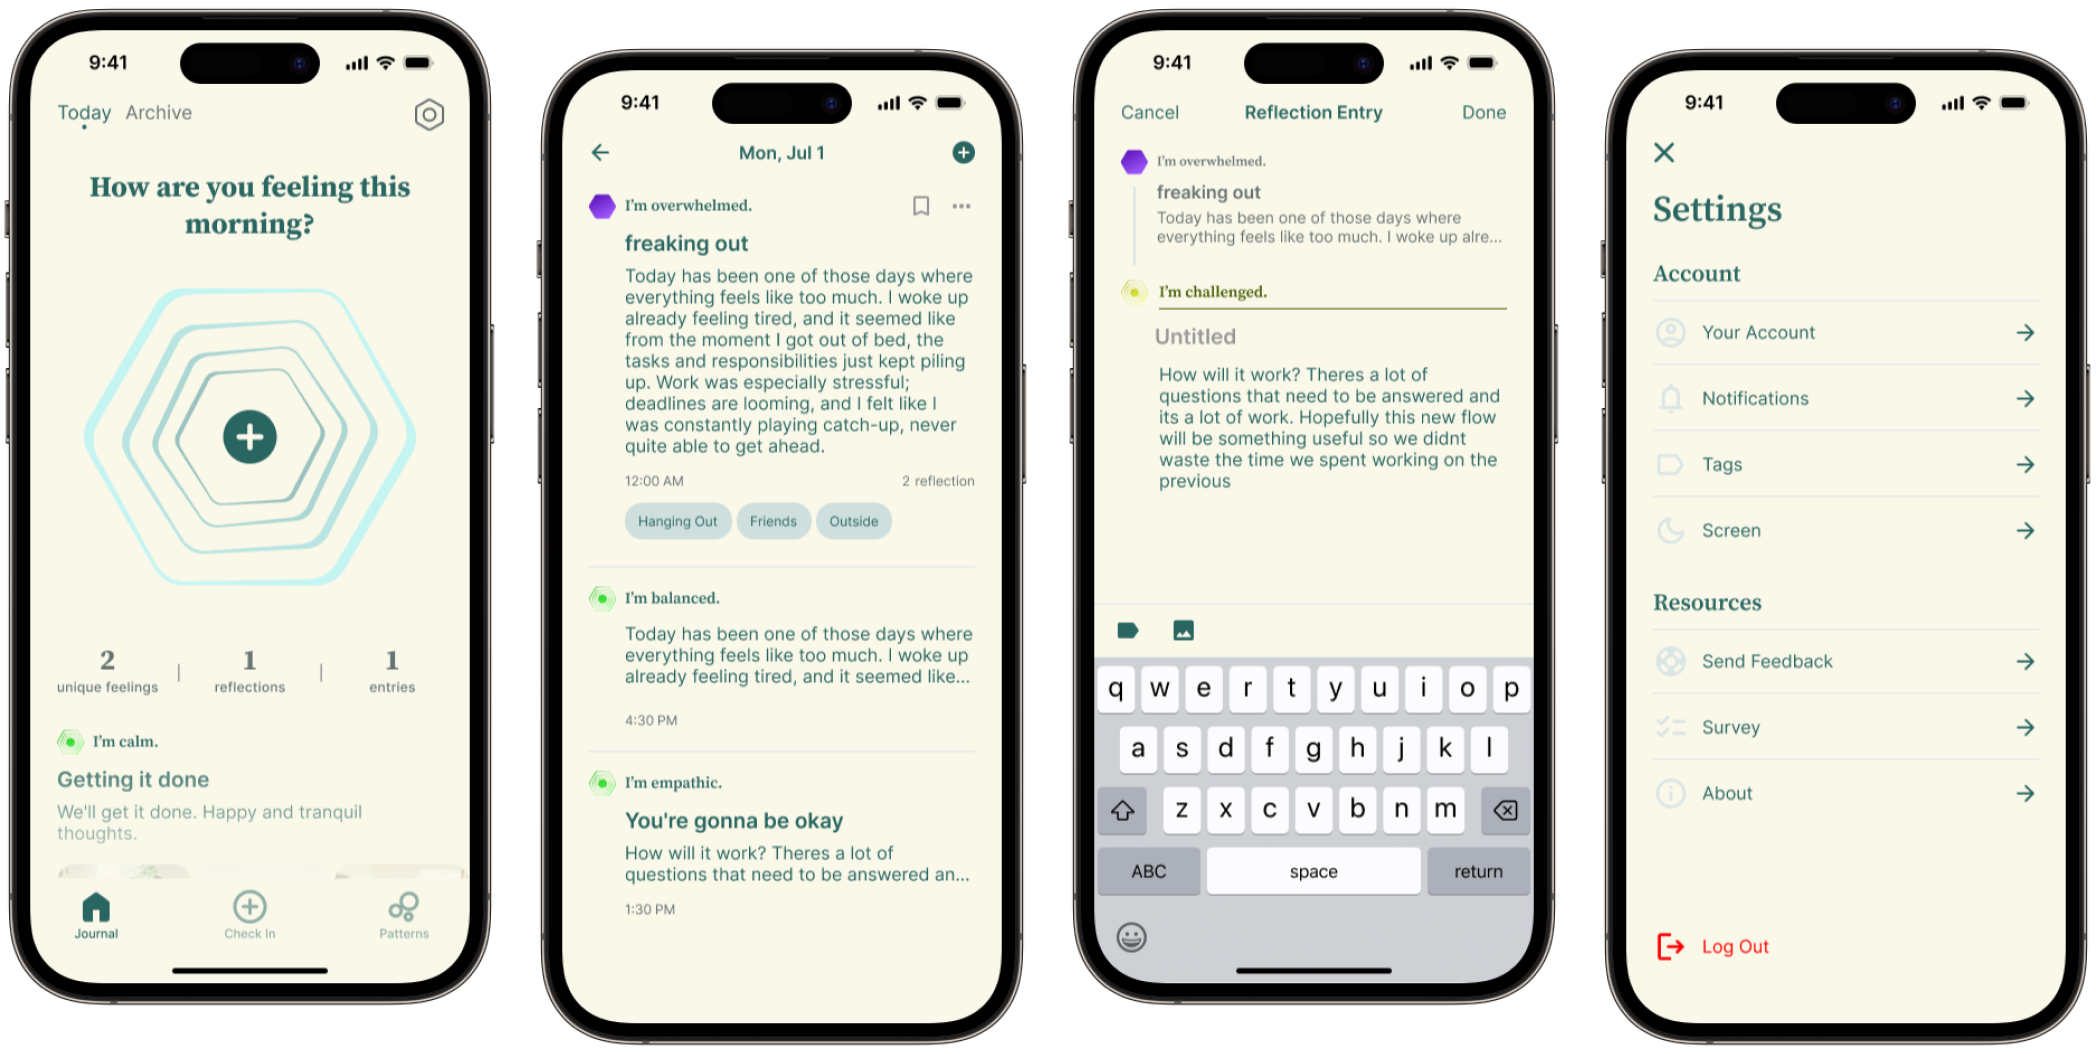 9:41
Today Archive
How are you feeling this
morning?
2
unique feelings
1
reflections
1
entries
I'm calm.
Getting it done
We'll get it done. Happy and tranquil
thoughts.
Journal
Check In
Patterns
9:41
Mon, Jul 1
I'm overwhelmed.
freaking out
Today has been one of those days where
everything feels like too much. I woke up
already feeling tired, and it seemed like
from the moment I got out of bed, the
tasks and responsibilities just kept piling
up. Work was especially stressful;
deadlines are looming, and I felt like I
was constantly playing catch-up, never
quite able to get ahead.
12:00 AM 2 reflection
Hanging Out Friends Outside
I'm balanced.
Today has been one of those days where
everything feels like too much. I woke up
already feeling tired, and it seemed like...
4:30 PM
I'm empathic.
You're gonna be okay
How will it work? Theres a lot of
questions that need to be answered an...
1:30 PM
9:41
Cancel Reflection Entry Done
I'm overwhelmed.
freaking out
Today has been one of those days where
everything feels like too much. I woke up alre...
I'm challenged.
Untitled
How will it work? Theres a lot of
questions that need to be answered and
its a lot of work. Hopefully this new flow
will be something useful so we didnt
waste the time we spent working on the
previous
q w e r t y u i o p
a s d f g h j k l
z x c v b n m
ABC space return
9:41
Settings
Account
Your Account
Notifications
Tags
Screen
Resources
Send Feedback
Survey
About
Log Out